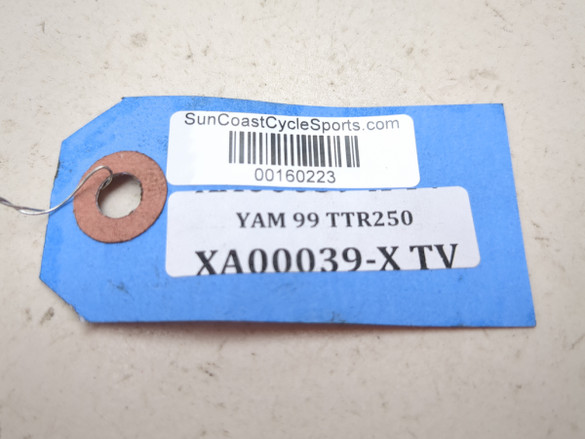 SunCoastCycleSports.com
00160223
YAM 99 TTR250
XA00039-X TV